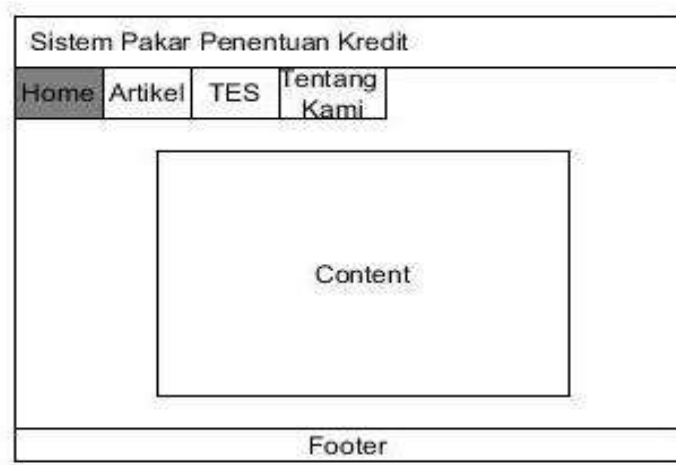 Sistem Pakar Penentuan Kredit
Home Artikel TES Tentang
Kami
Content
Footer